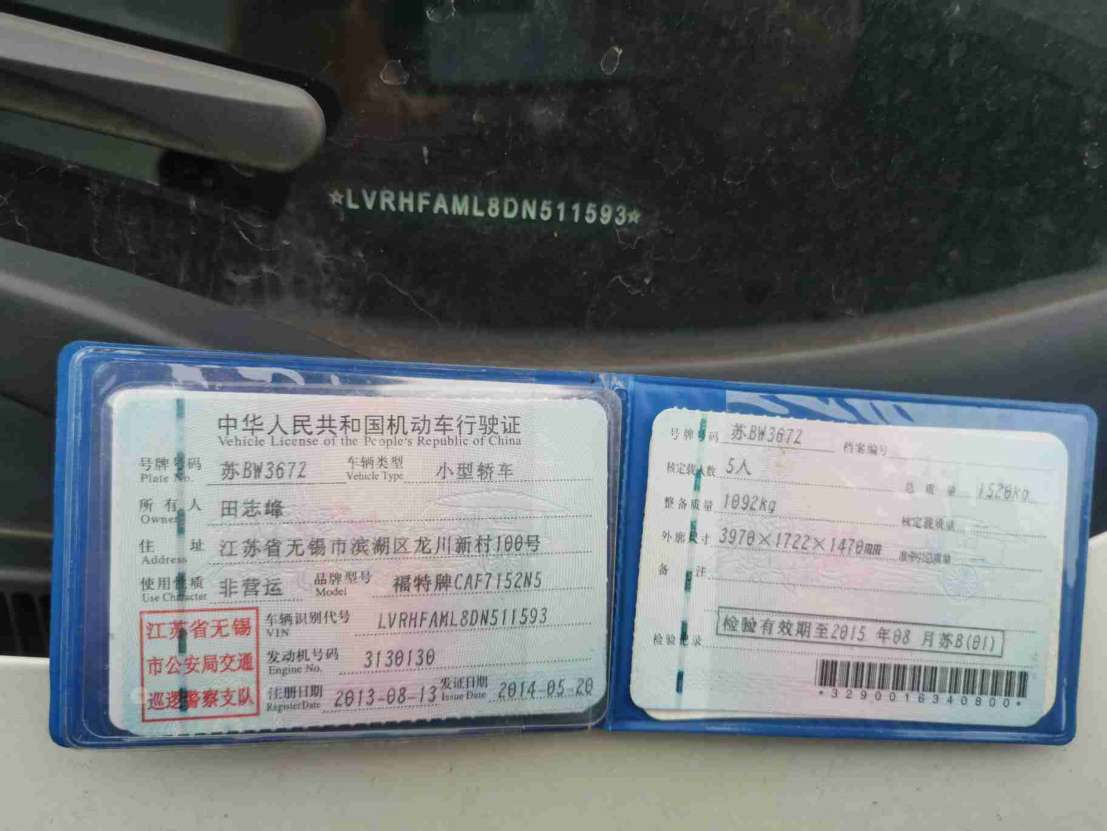 ☆LVRHFAML8DN511593☆
中华人民共和国机动车行驶证
Vehicle License of the People's Republic of China
号牌号码 苏BW367Z 车辆类型 小型轿车
Plate No. Vehicle Type
所有人 田志峰
Owner
住址 江苏省无锡市滨湖区龙川新村100号
Address
使用性质 非营运 品牌型号 福特牌CAF7152N5
Use Character Model
江苏省无锡
市公安局交通
巡逻警察支队
车辆识别代号 LVRHFAML8DN511593
VIN
发动机号码 3130130
Engine No.
注册日期 2013-08-13 发证日期 2014-05-20
Register Date Issue Date
号牌号码 苏BW367Z 档案编号
核定载人数 5人 总质量 1520kg
整备质量 1092kg 核定载质量
外廓尺寸 3970×1722×1470
备注
检验记录 检验有效期至2015 年08 月苏B(01)
*3290016340800*